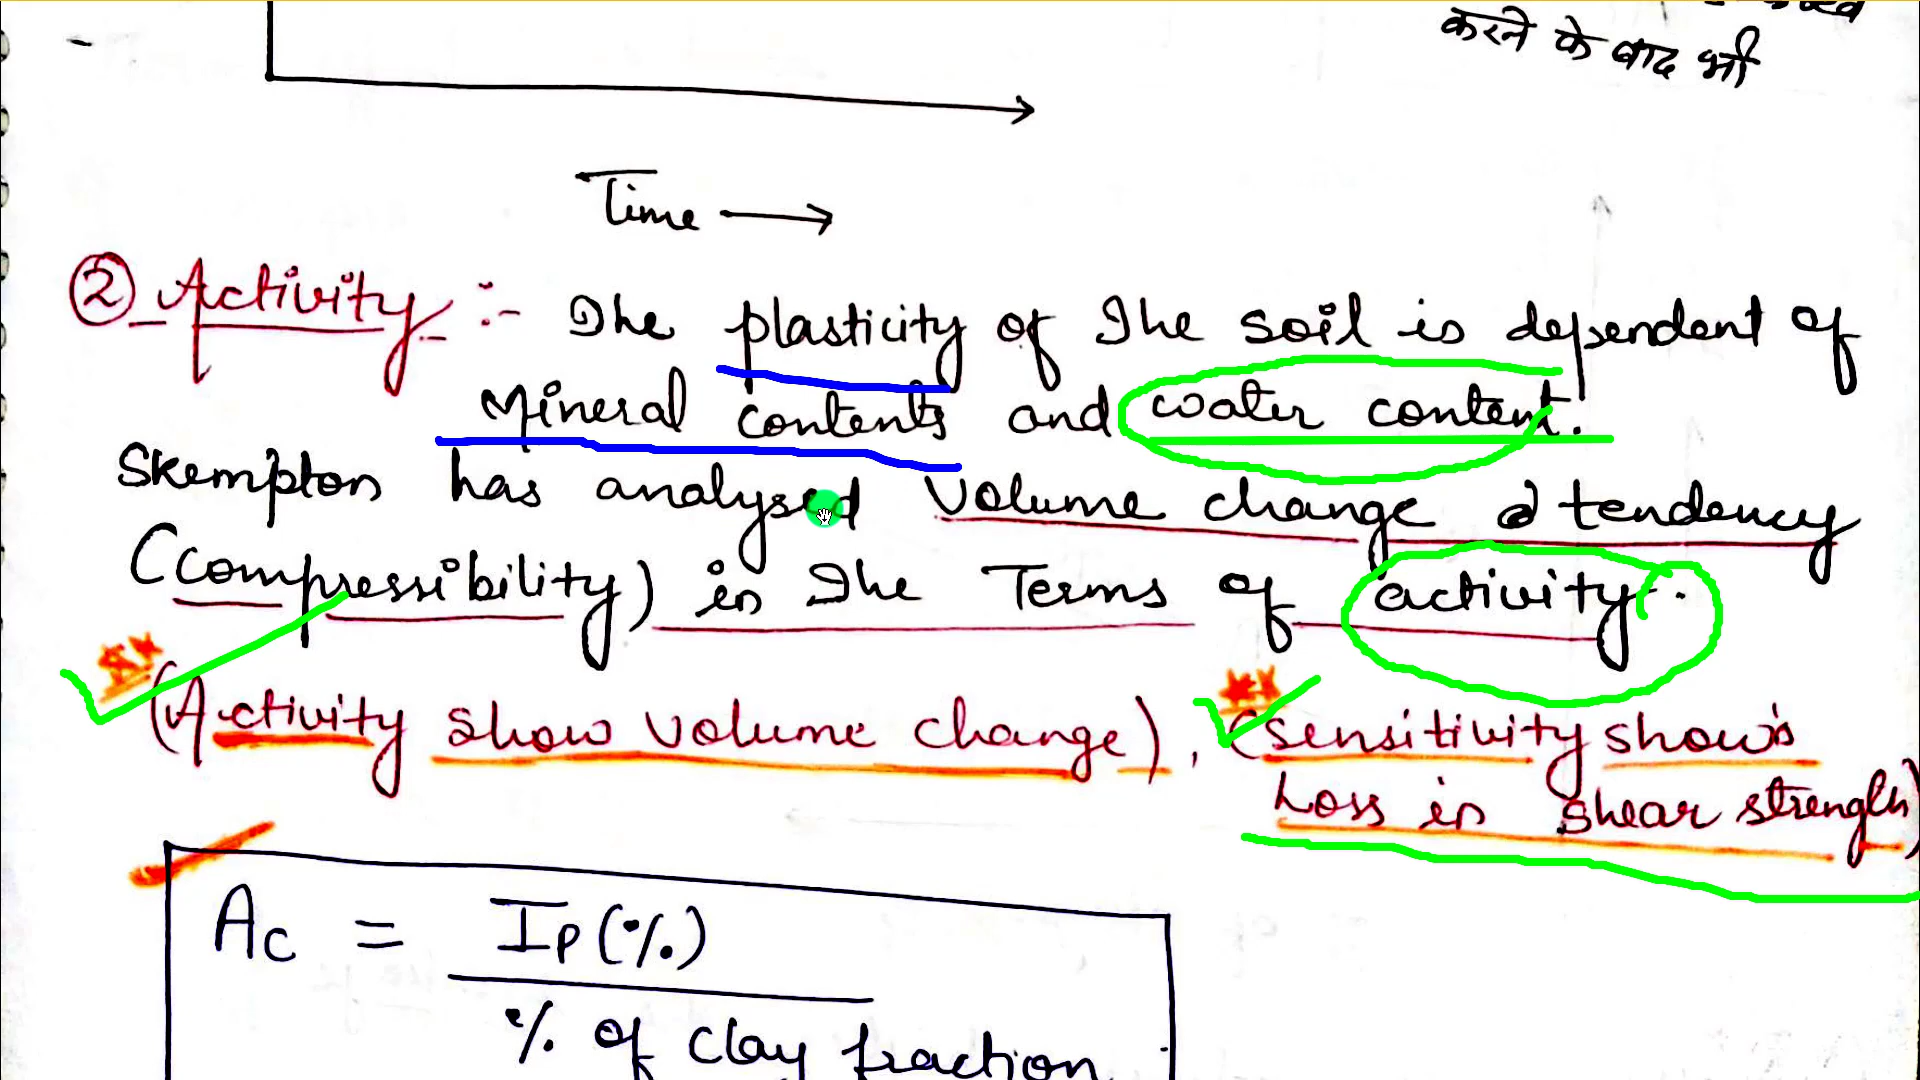 करने के बाद भी
Time →
② Activity :- The plasticity of the soil is dependent of
mineral contents and water content.
Skempton has analysed volume change & tendency
(compressibility) in the Terms of activity.
(Activity show volume change), (sensitivity show's
Loss in shear strength)
Ac = Ip (%)
% of clay fraction